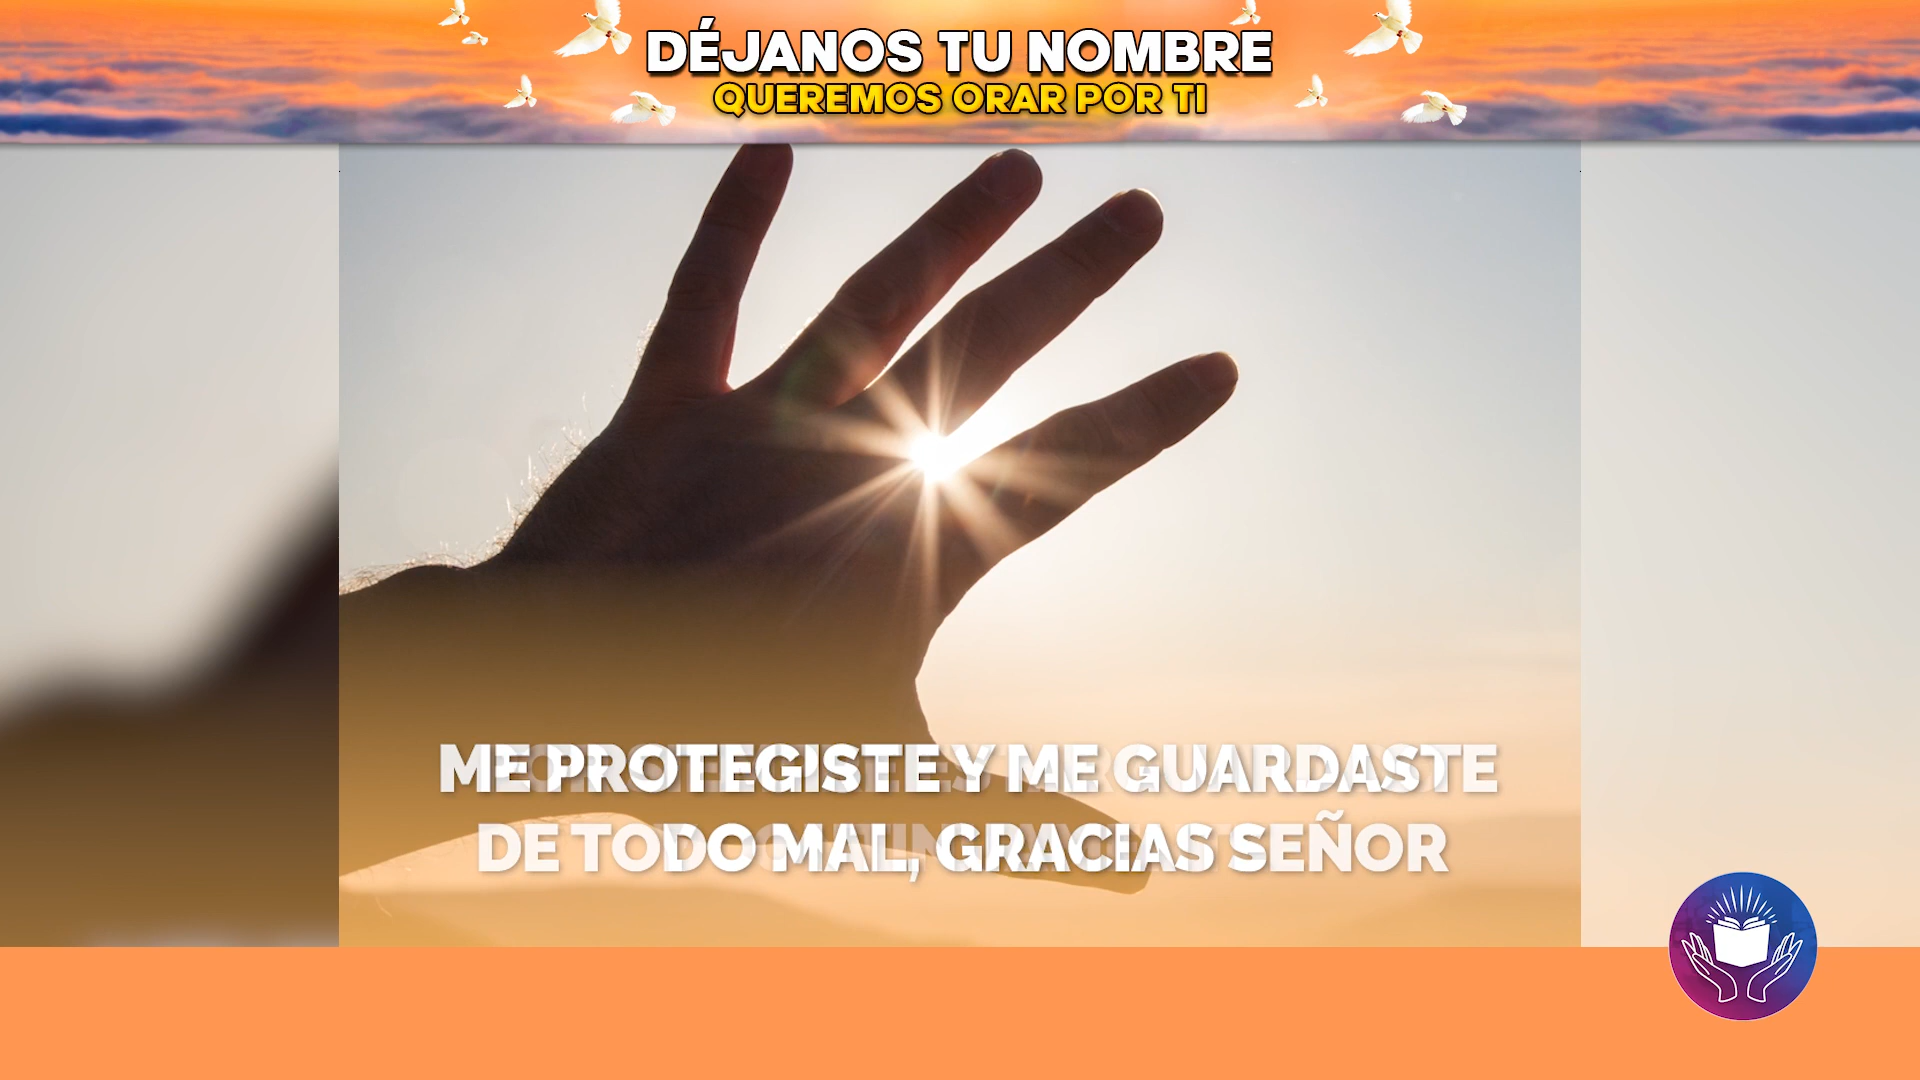 DÉJANOS TU NOMBRE
QUEREMOS ORAR POR TI
ME PROTEGISTE Y ME GUARDASTE
DE TODO MAL, GRACIAS SEÑOR